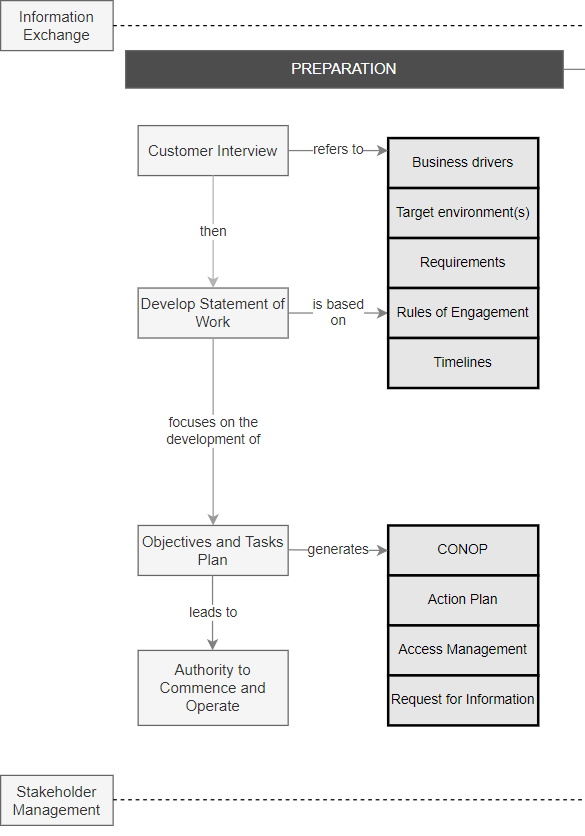 Information
Exchange
PREPARATION
Customer Interview
refers to
Business drivers
Target environment(s)
then
Requirements
Develop Statement of
Work
is based
on
Rules of Engagement
Timelines
focuses on the
development of
Objectives and Tasks
Plan
generates
CONOP
Action Plan
leads to
Access Management
Authority to
Commence and
Operate
Request for Information
Stakeholder
Management